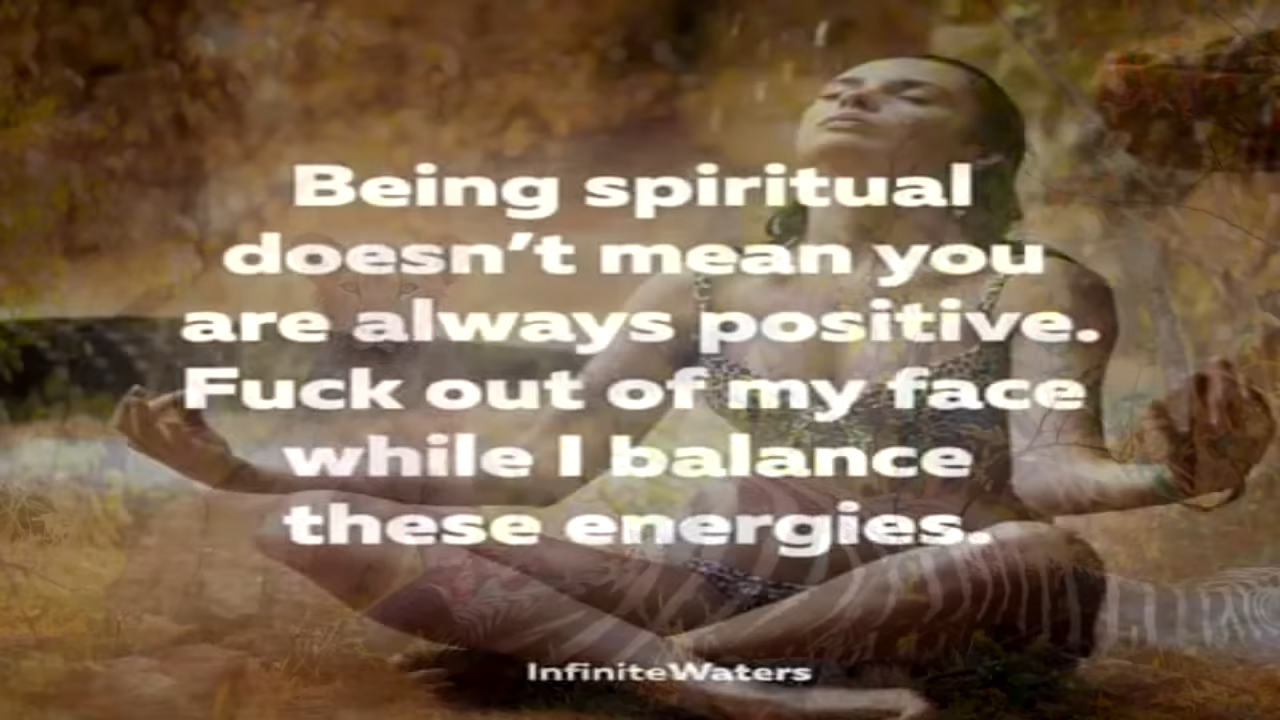 Being spiritual
doesn’t mean you
are always positive.
Fuck out of my face
while I balance
these energies.
InfiniteWaters